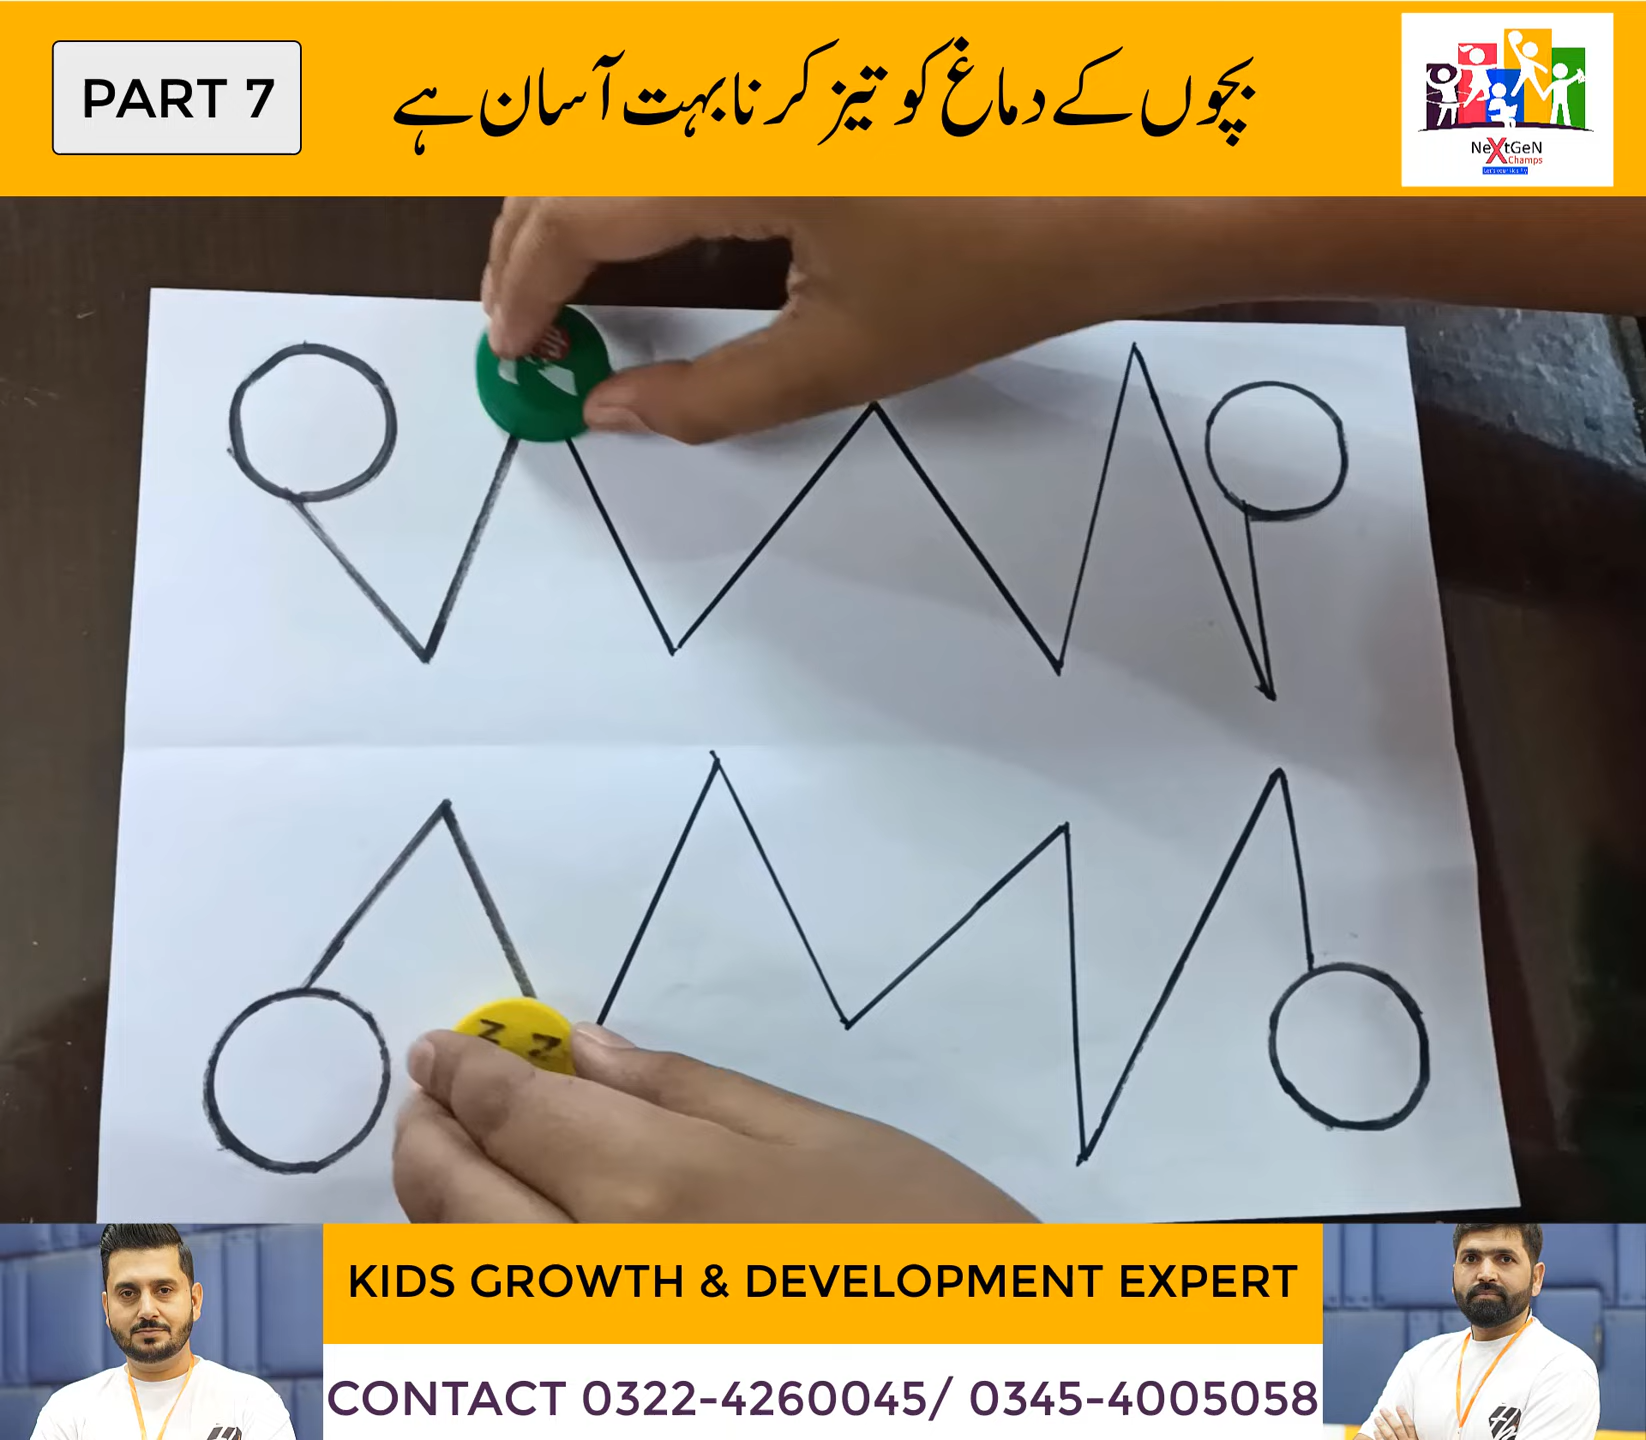 PART 7
بچوں کے دماغ کو تیز کرنا بہت آسان ہے
NeXtGeN
Champs
Z Z
KIDS GROWTH & DEVELOPMENT EXPERT
CONTACT 0322-4260045/ 0345-4005058